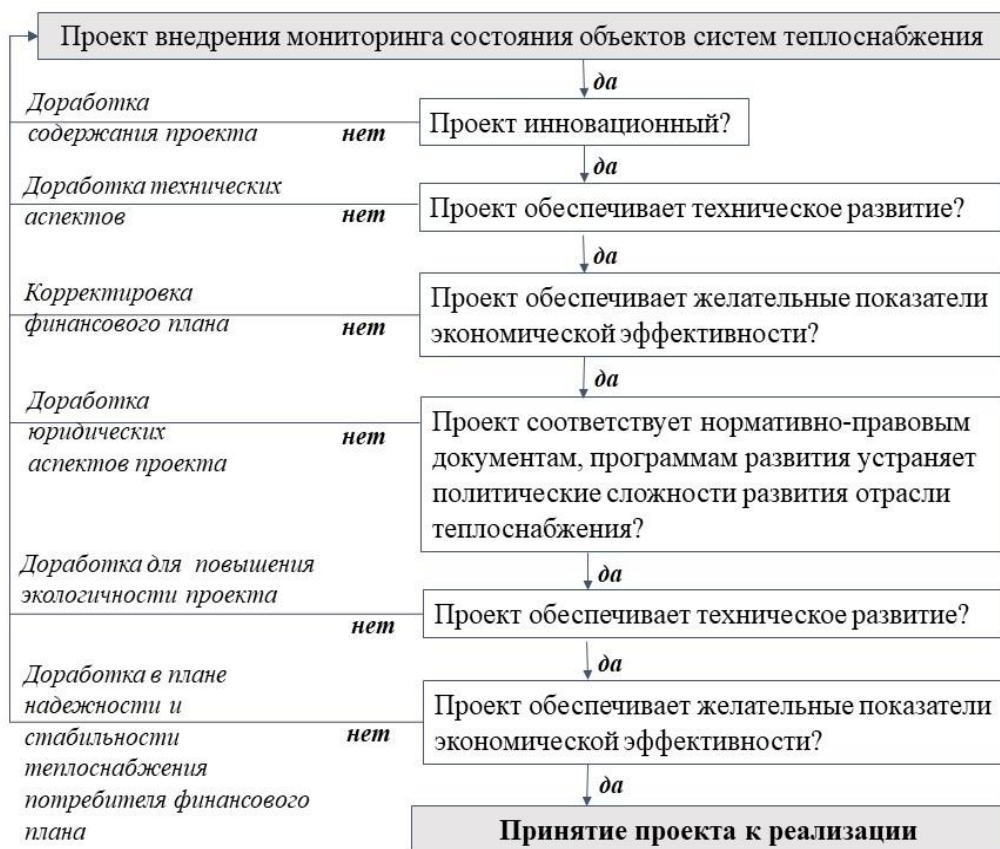 Проект внедрения мониторинга состояния объектов систем теплоснабжения
да
Доработка
содержания проекта
нет
Проект инновационный?
да
Доработка технических
аспектов
нет
Проект обеспечивает техническое развитие?
да
Корректировка
финансового плана
нет
Проект обеспечивает желательные показатели
экономической эффективности?
да
Доработка
юридических
аспектов проекта
нет
Проект соответствует нормативно-правовым
документам, программам развития устраняет
политические сложности развития отрасли
теплоснабжения?
да
Доработка для повышения
экологичности проекта
нет
Проект обеспечивает техническое развитие?
да
Доработка в плане
надежности и
стабильности
теплоснабжения
потребителя финансового
плана
нет
Проект обеспечивает желательные показатели
экономической эффективности?
да
Принятие проекта к реализации